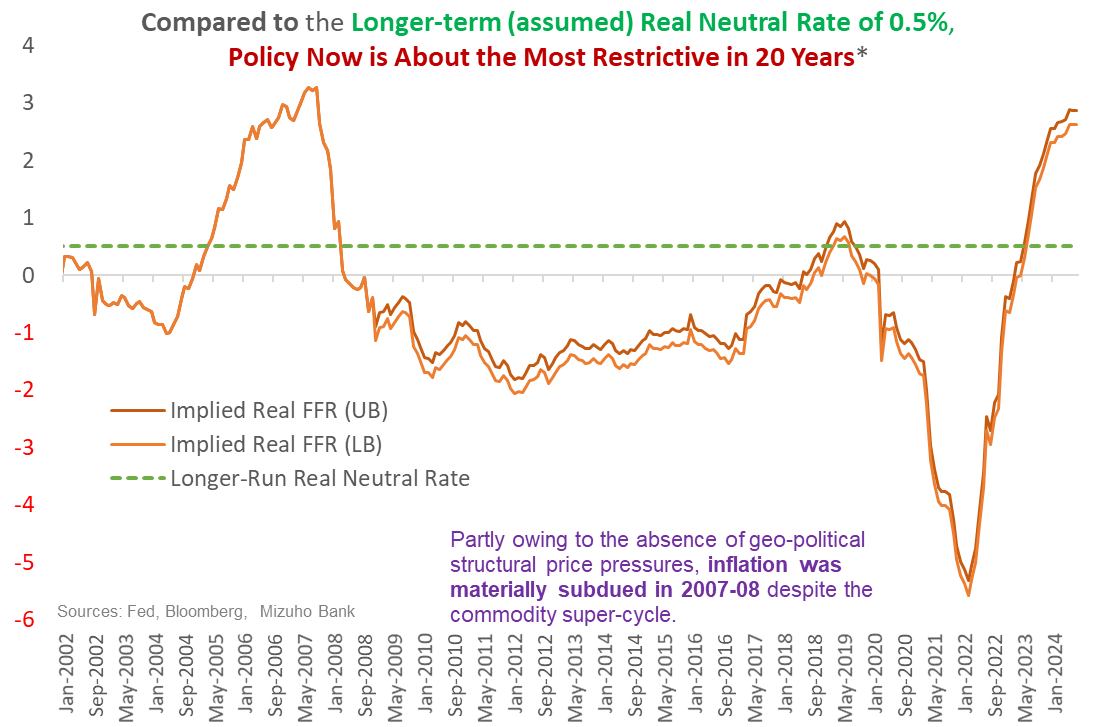 Compared to the Longer-term (assumed) Real Neutral Rate of 0.5%,
Policy Now is About the Most Restrictive in 20 Years*
4
3
2
1
0
-1
-2
-3
-4
-5
-6
Implied Real FFR (UB)
Implied Real FFR (LB)
Longer-Run Real Neutral Rate
Partly owing to the absence of geo-political
structural price pressures, inflation was
materially subdued in 2007-08 despite the
commodity super-cycle.
Sources: Fed, Bloomberg, Mizuho Bank
Jan-2002
Sep-2002
May-2003
Jan-2004
Sep-2004
May-2005
Jan-2006
Sep-2006
May-2007
Jan-2008
Sep-2008
May-2009
Jan-2010
Sep-2010
May-2011
Jan-2012
Sep-2012
May-2013
Jan-2014
Sep-2014
May-2015
Jan-2016
Sep-2016
May-2017
Jan-2018
Sep-2018
May-2019
Jan-2020
Sep-2020
May-2021
Jan-2022
Sep-2022
May-2023
Jan-2024